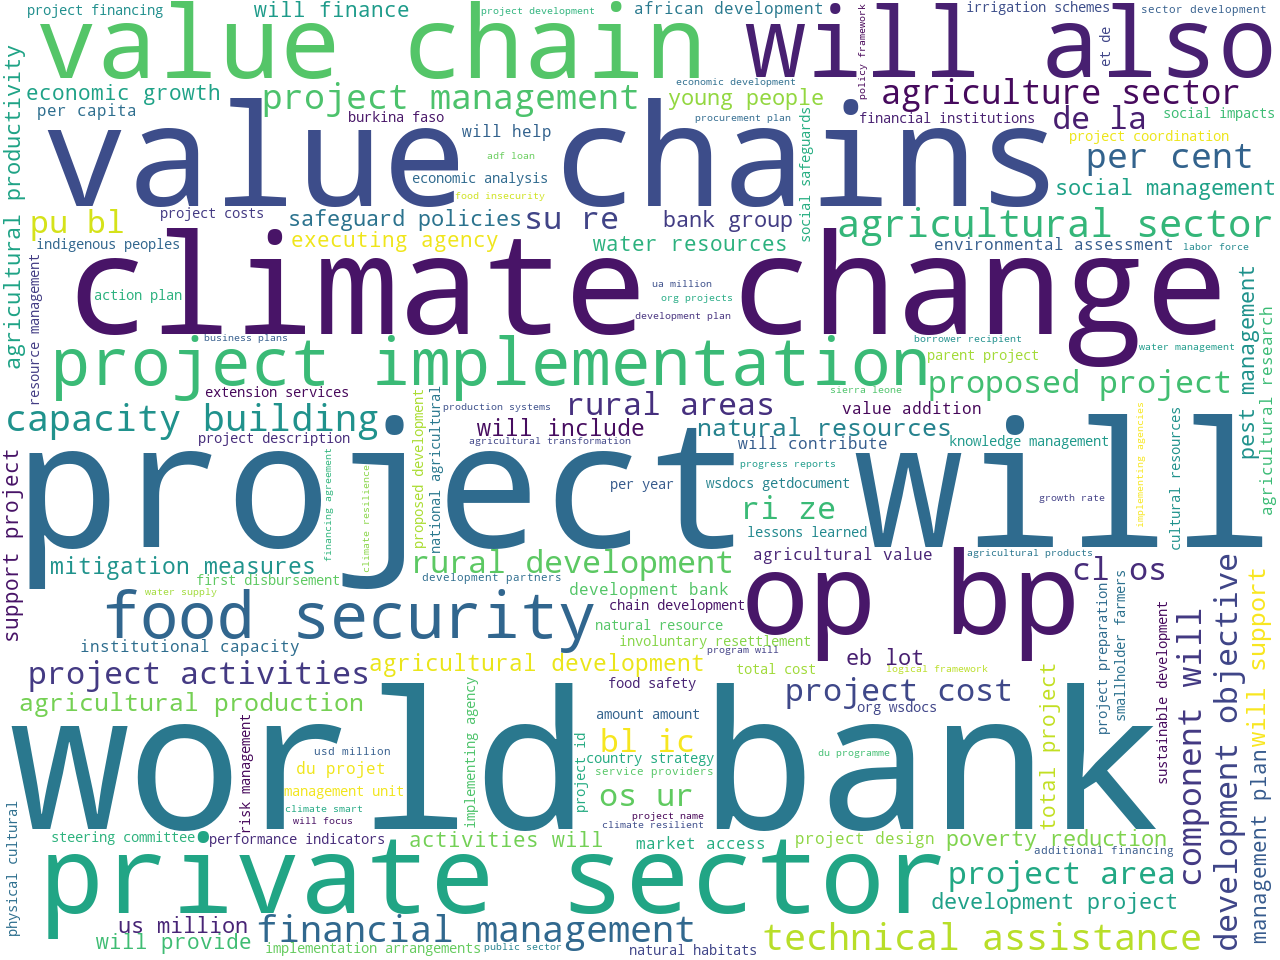 project financing
will finance
project development
african development
irrigation schemes
sector development
value chain
will also
policy framework
et de
economic growth
per capita
project management
burkina faso
will help
economic development
young people
procurement plan
agriculture sector
financial institutions
de la
social impacts
project coordination
agricultural productivity
value chains
adf loan
economic analysis
food insecurity
social safeguards
per cent
social management
pu bl
project costs
safeguard policies
su re
bank group
agricultural sector
indigenous peoples
executing agency
water resources
environmental assessment
labor force
resource management
action plan
climate change
ua million
org projects
development plan
pest management
agricultural research
business plans
project implementation
borrower recipient
parent project
water management
proposed project
sierra leone
extension services
capacity building
project description
proposed development
national agricultural
production systems
rural areas
will include
agricultural transformation
value addition
natural resources
will contribute
knowledge management
implementing agencies
cultural resources
support project
financing agreement
climate resilience
project will
progress reports
per year
wsdocs getdocument
growth rate
ri ze
lessons learned
mitigation measures
first disbursement
rural development
agricultural value
agricultural products
cl os
water supply
development partners
development bank
op bp
food security
chain development
natural resource
project preparation
smallholder farmers
sustainable development
component will
development objective
institutional capacity
involuntary resettlement
program will
eb lot
project activities
agricultural development
total cost
logical framework
agricultural production
food safety
project cost
org wsdocs
will support
implementing agency
amount amount
world bank
bl ic
total project
risk management
usd million
du projet
project id
country strategy
service providers
du programme
management unit
os ur
climate smart
will focus
project name
climate resilient
management plan
physical cultural
steering committee
performance indicators
activities will
market access
project design
poverty reduction
additional financing
private sector
project area
development project
us million
financial management
technical assistance
will provide
implementation arrangements
public sector
natural habitats